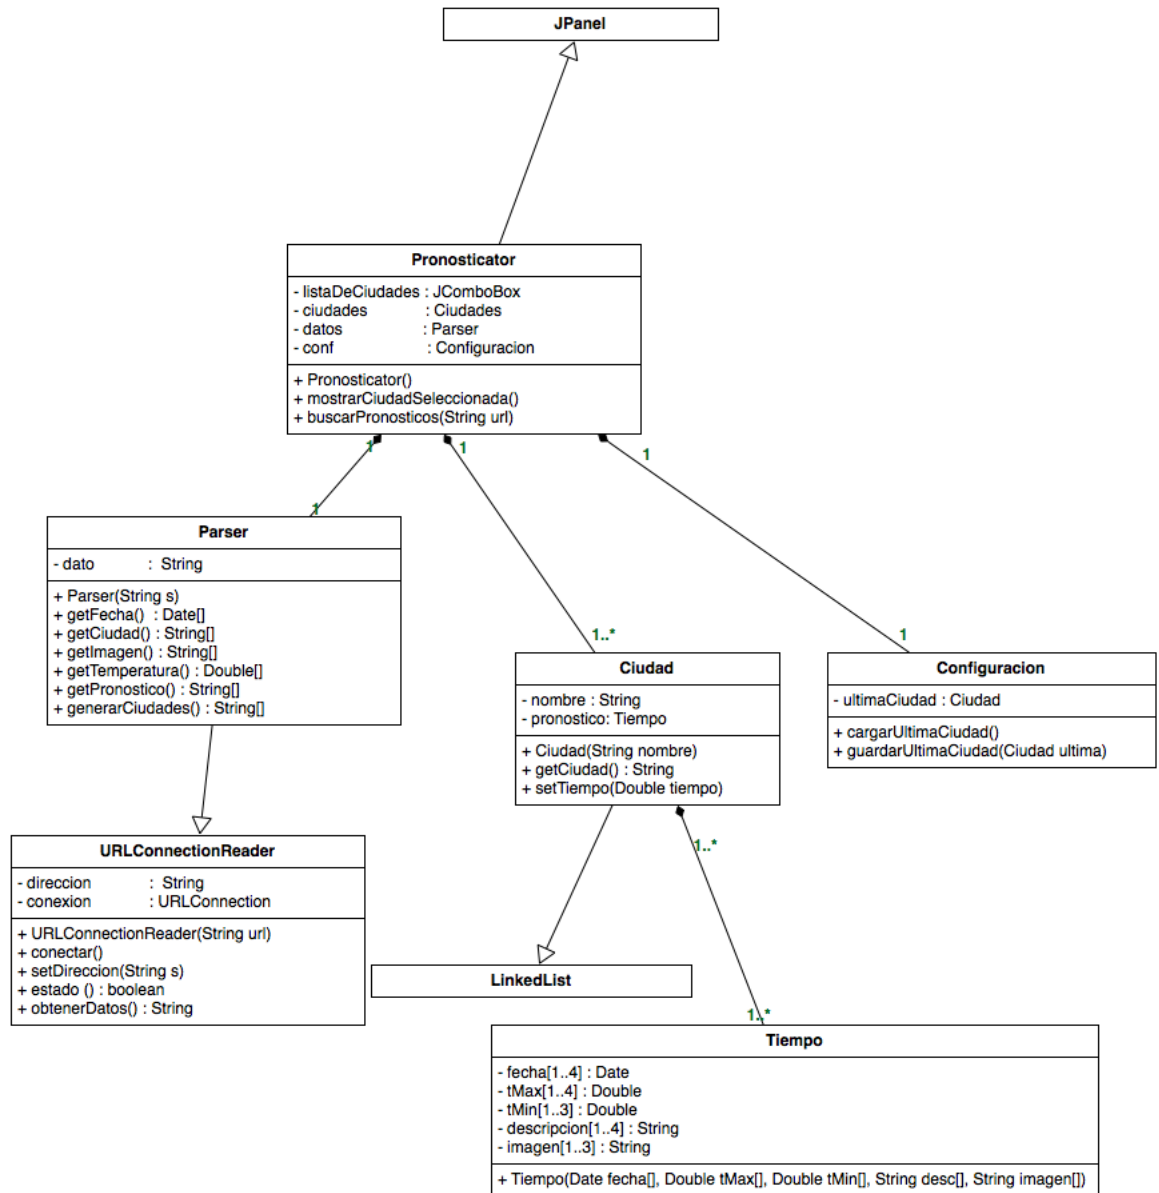 JPanel
Pronosticator
- listaDeCiudades : JComboBox
- ciudades : Ciudades
- datos : Parser
- conf : Configuracion
+ Pronosticator()
+ mostrarCiudadSeleccionada()
+ buscarPronosticos(String url)
1
1
1
1
Parser
- dato : String
+ Parser(String s)
+ getFecha() : Date[]
+ getCiudad() : String[]
+ getImagen() : String[]
+ getTemperatura() : Double[]
+ getPronostico() : String[]
+ generarCiudades() : String[]
1..*
Ciudad
- nombre : String
- pronostico: Tiempo
+ Ciudad(String nombre)
+ getCiudad() : String
+ setTiempo(Double tiempo)
1
Configuracion
- ultimaCiudad : Ciudad
+ cargarUltimaCiudad()
+ guardarUltimaCiudad(Ciudad ultima)
URLConnectionReader
- direccion : String
- conexion : URLConnection
+ URLConnectionReader(String url)
+ conectar()
+ setDireccion(String s)
+ estado () : boolean
+ obtenerDatos() : String
1..*
LinkedList
1..*
Tiempo
- fecha[1..4] : Date
- tMax[1..4] : Double
- tMin[1..3] : Double
- descripcion[1..4] : String
- imagen[1..3] : String
+ Tiempo(Date fecha[], Double tMax[], Double tMin[], String desc[], String imagen[])